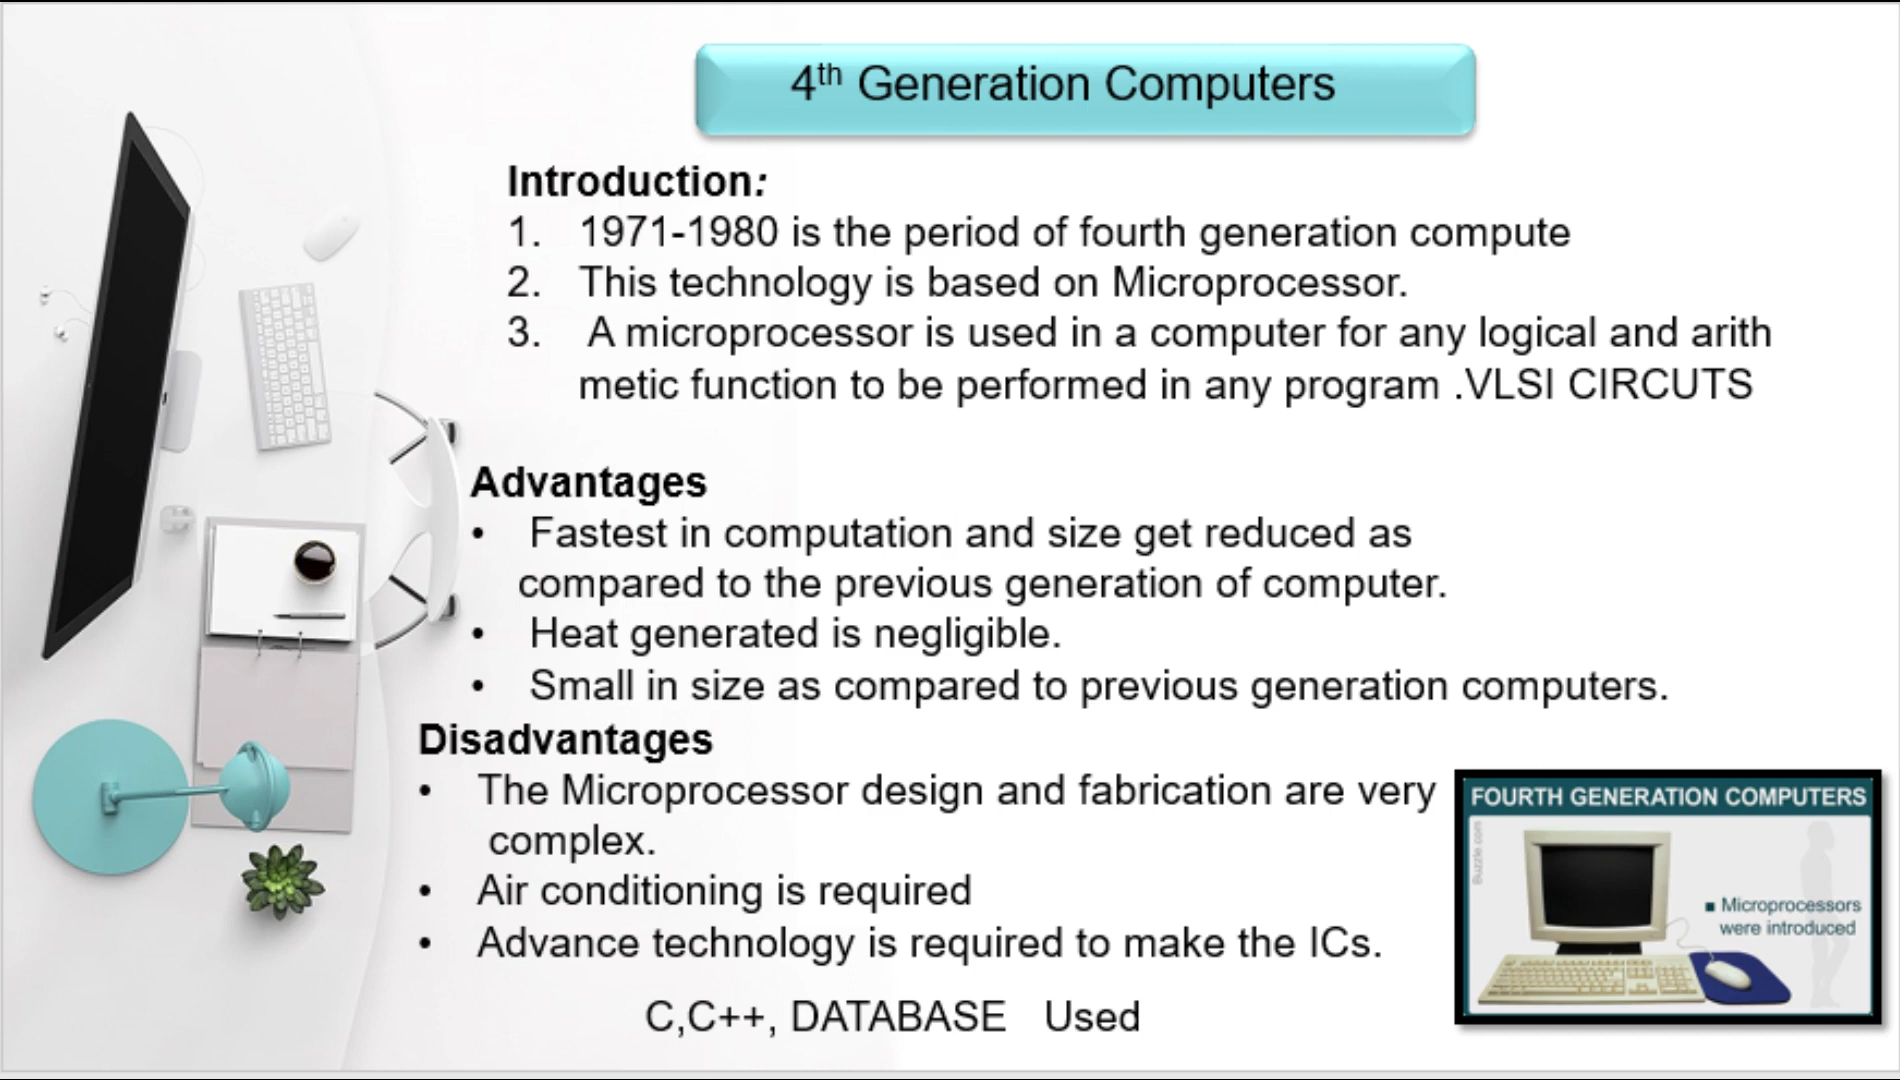 4th Generation Computers
Introduction:
1. 1971-1980 is the period of fourth generation compute
2. This technology is based on Microprocessor.
3. A microprocessor is used in a computer for any logical and arith
metic function to be performed in any program .VLSI CIRCUTS
Advantages
• Fastest in computation and size get reduced as
compared to the previous generation of computer.
• Heat generated is negligible.
• Small in size as compared to previous generation computers.
Disadvantages
• The Microprocessor design and fabrication are very
complex.
• Air conditioning is required
• Advance technology is required to make the ICs.
C,C++, DATABASE Used
FOURTH GENERATION COMPUTERS
Buzzle.com
■ Microprocessors
were introduced